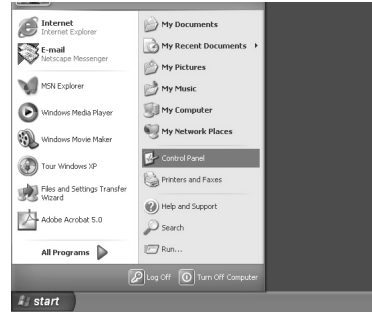 Internet
Internet Explorer
E-mail
Netscape Messenger
MSN Explorer
Windows Media Player
Windows Movie Maker
Tour Windows XP
Files and Settings Transfer
Wizard
Adobe Acrobat 5.0
All Programs
My Documents
My Recent Documents
My Pictures
My Music
My Computer
My Network Places
Control Panel
Printers and Faxes
Help and Support
Search
Run...
Log Off
Turn Off Computer
start